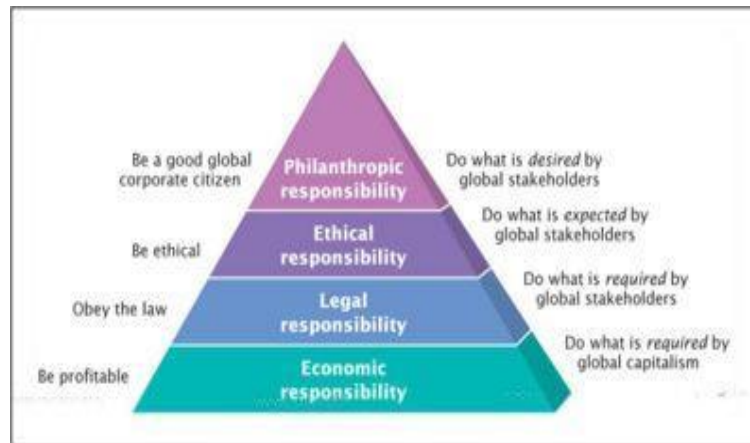 Be a good global
corporate citizen
Philanthropic
responsibility
Do what is desired by
global stakeholders
Be ethical
Ethical
responsibility
Do what is expected by
global stakeholders
Obey the law
Legal
responsibility
Do what is required by
global stakeholders
Be profitable
Economic
responsibility
Do what is required by
global capitalism